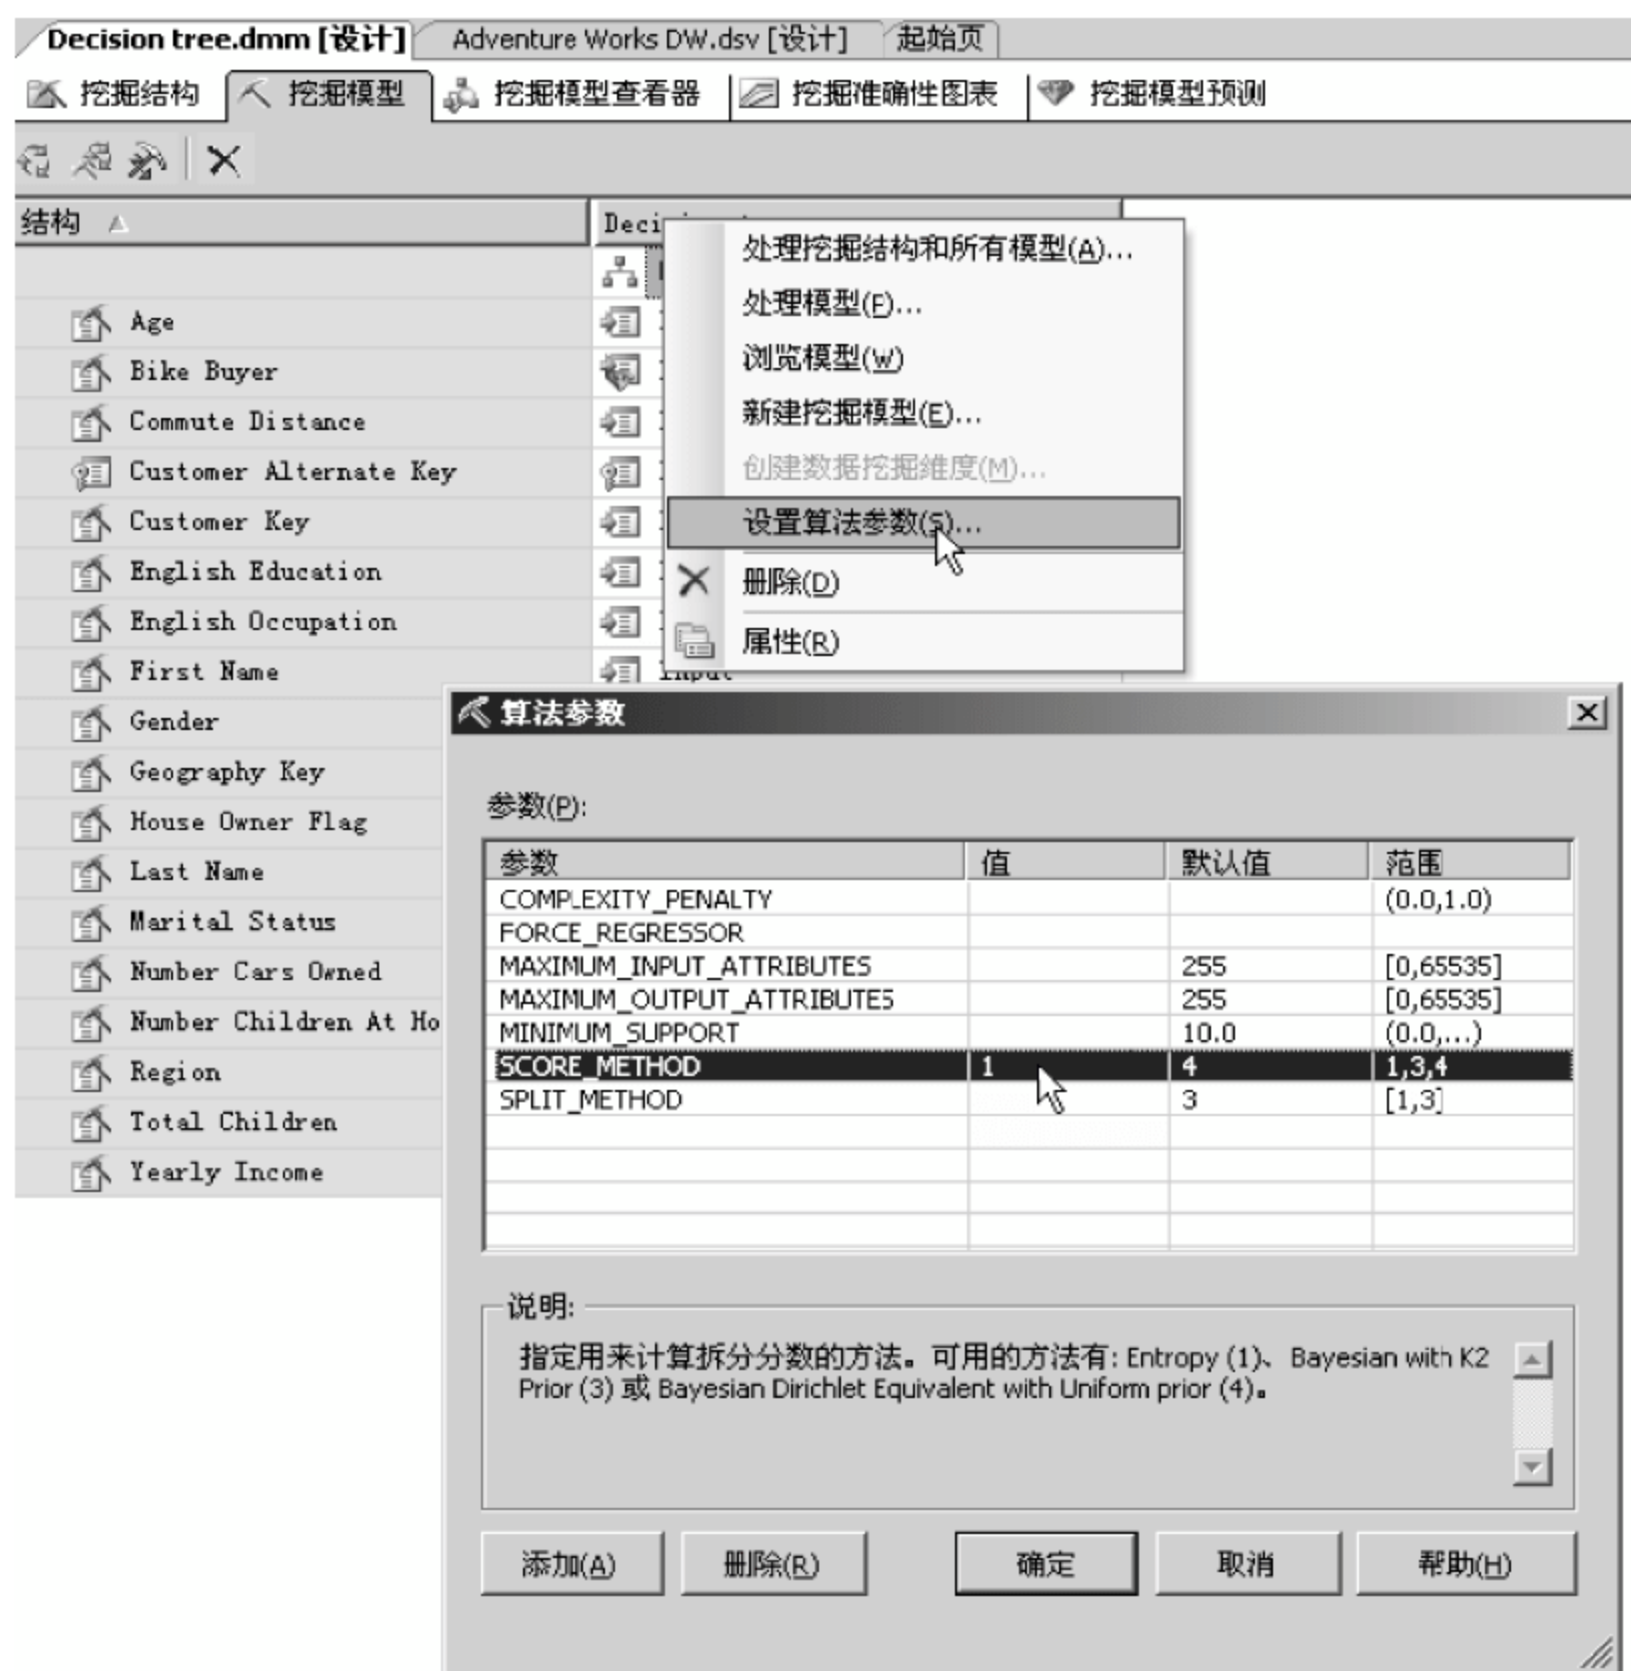 Decision tree.dmm [设计] Adventure Works DW.dsv [设计] 起始页
挖掘结构 挖掘模型 挖掘模型查看器 挖掘准确性图表 挖掘模型预测
结构
处理挖掘结构和所有模型(A)...
处理模型(P)...
浏览模型(W)
新建挖掘模型(E)...
创建数据挖掘维度(M)...
设置算法参数(S)...
删除(D)
属性(R)
Age
Bike Buyer
Commute Distance
Customer Alternate Key
Customer Key
English Education
English Occupation
First Name
Gender
Geography Key
House Owner Flag
Last Name
Marital Status
Number Cars Owned
Number Children At Ho
Region
Total Children
Yearly Income
算法参数
参数(P):
参数 值 默认值 范围
COMPLEXITY_PENALTY (0.0,1.0)
FORCE_REGRESSOR
MAXIMUM_INPUT_ATTRIBUTES 255 [0,65535]
MAXIMUM_OUTPUT_ATTRIBUTES 255 [0,65535]
MINIMUM_SUPPORT 10.0 (0.0,...)
SCORE_METHOD 1 4 1,3,4
SPLIT_METHOD 3 [1,3]
说明:
指定用来计算拆分分数的方法。可用的方法有: Entropy (1)、Bayesian with K2
Prior (3) 或 Bayesian Dirichlet Equivalent with Uniform prior (4)。
添加(A) 删除(R) 确定 取消 帮助(H)